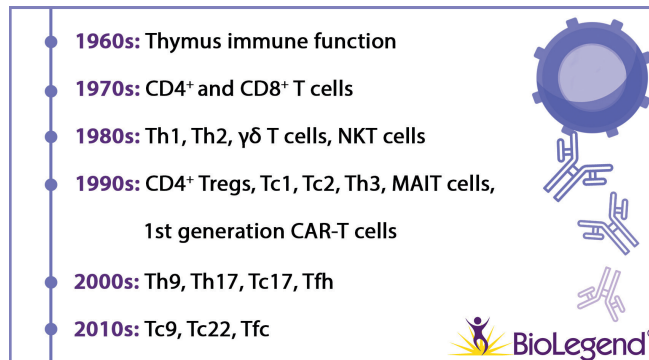 1960s: Thymus immune function
1970s: CD4⁺ and CD8⁺ T cells
1980s: Th1, Th2, γδ T cells, NKT cells
1990s: CD4⁺ Tregs, Tc1, Tc2, Th3, MAIT cells,
1st generation CAR-T cells
2000s: Th9, Th17, Tc17, Tfh
2010s: Tc9, Tc22, Tfc
BioLegend®